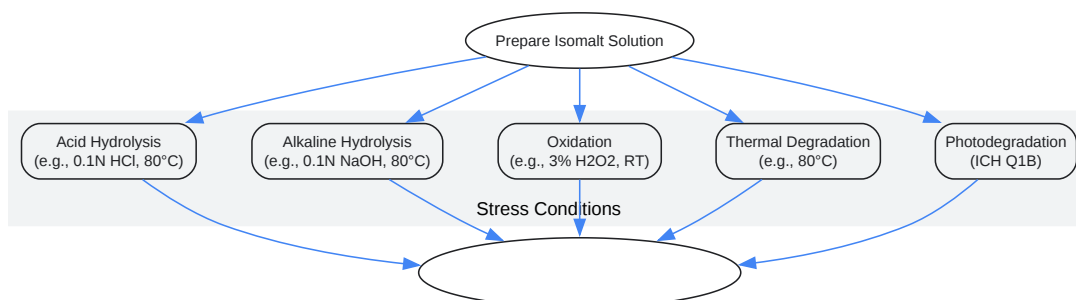 Prepare Isomalt Solution
Acid Hydrolysis
(e.g., 0.1N HCl, 80°C)
Alkaline Hydrolysis
(e.g., 0.1N NaOH, 80°C)
Oxidation
(e.g., 3% H2O2, RT)
Thermal Degradation
(e.g., 80°C)
Photodegradation
(ICH Q1B)
Stress Conditions